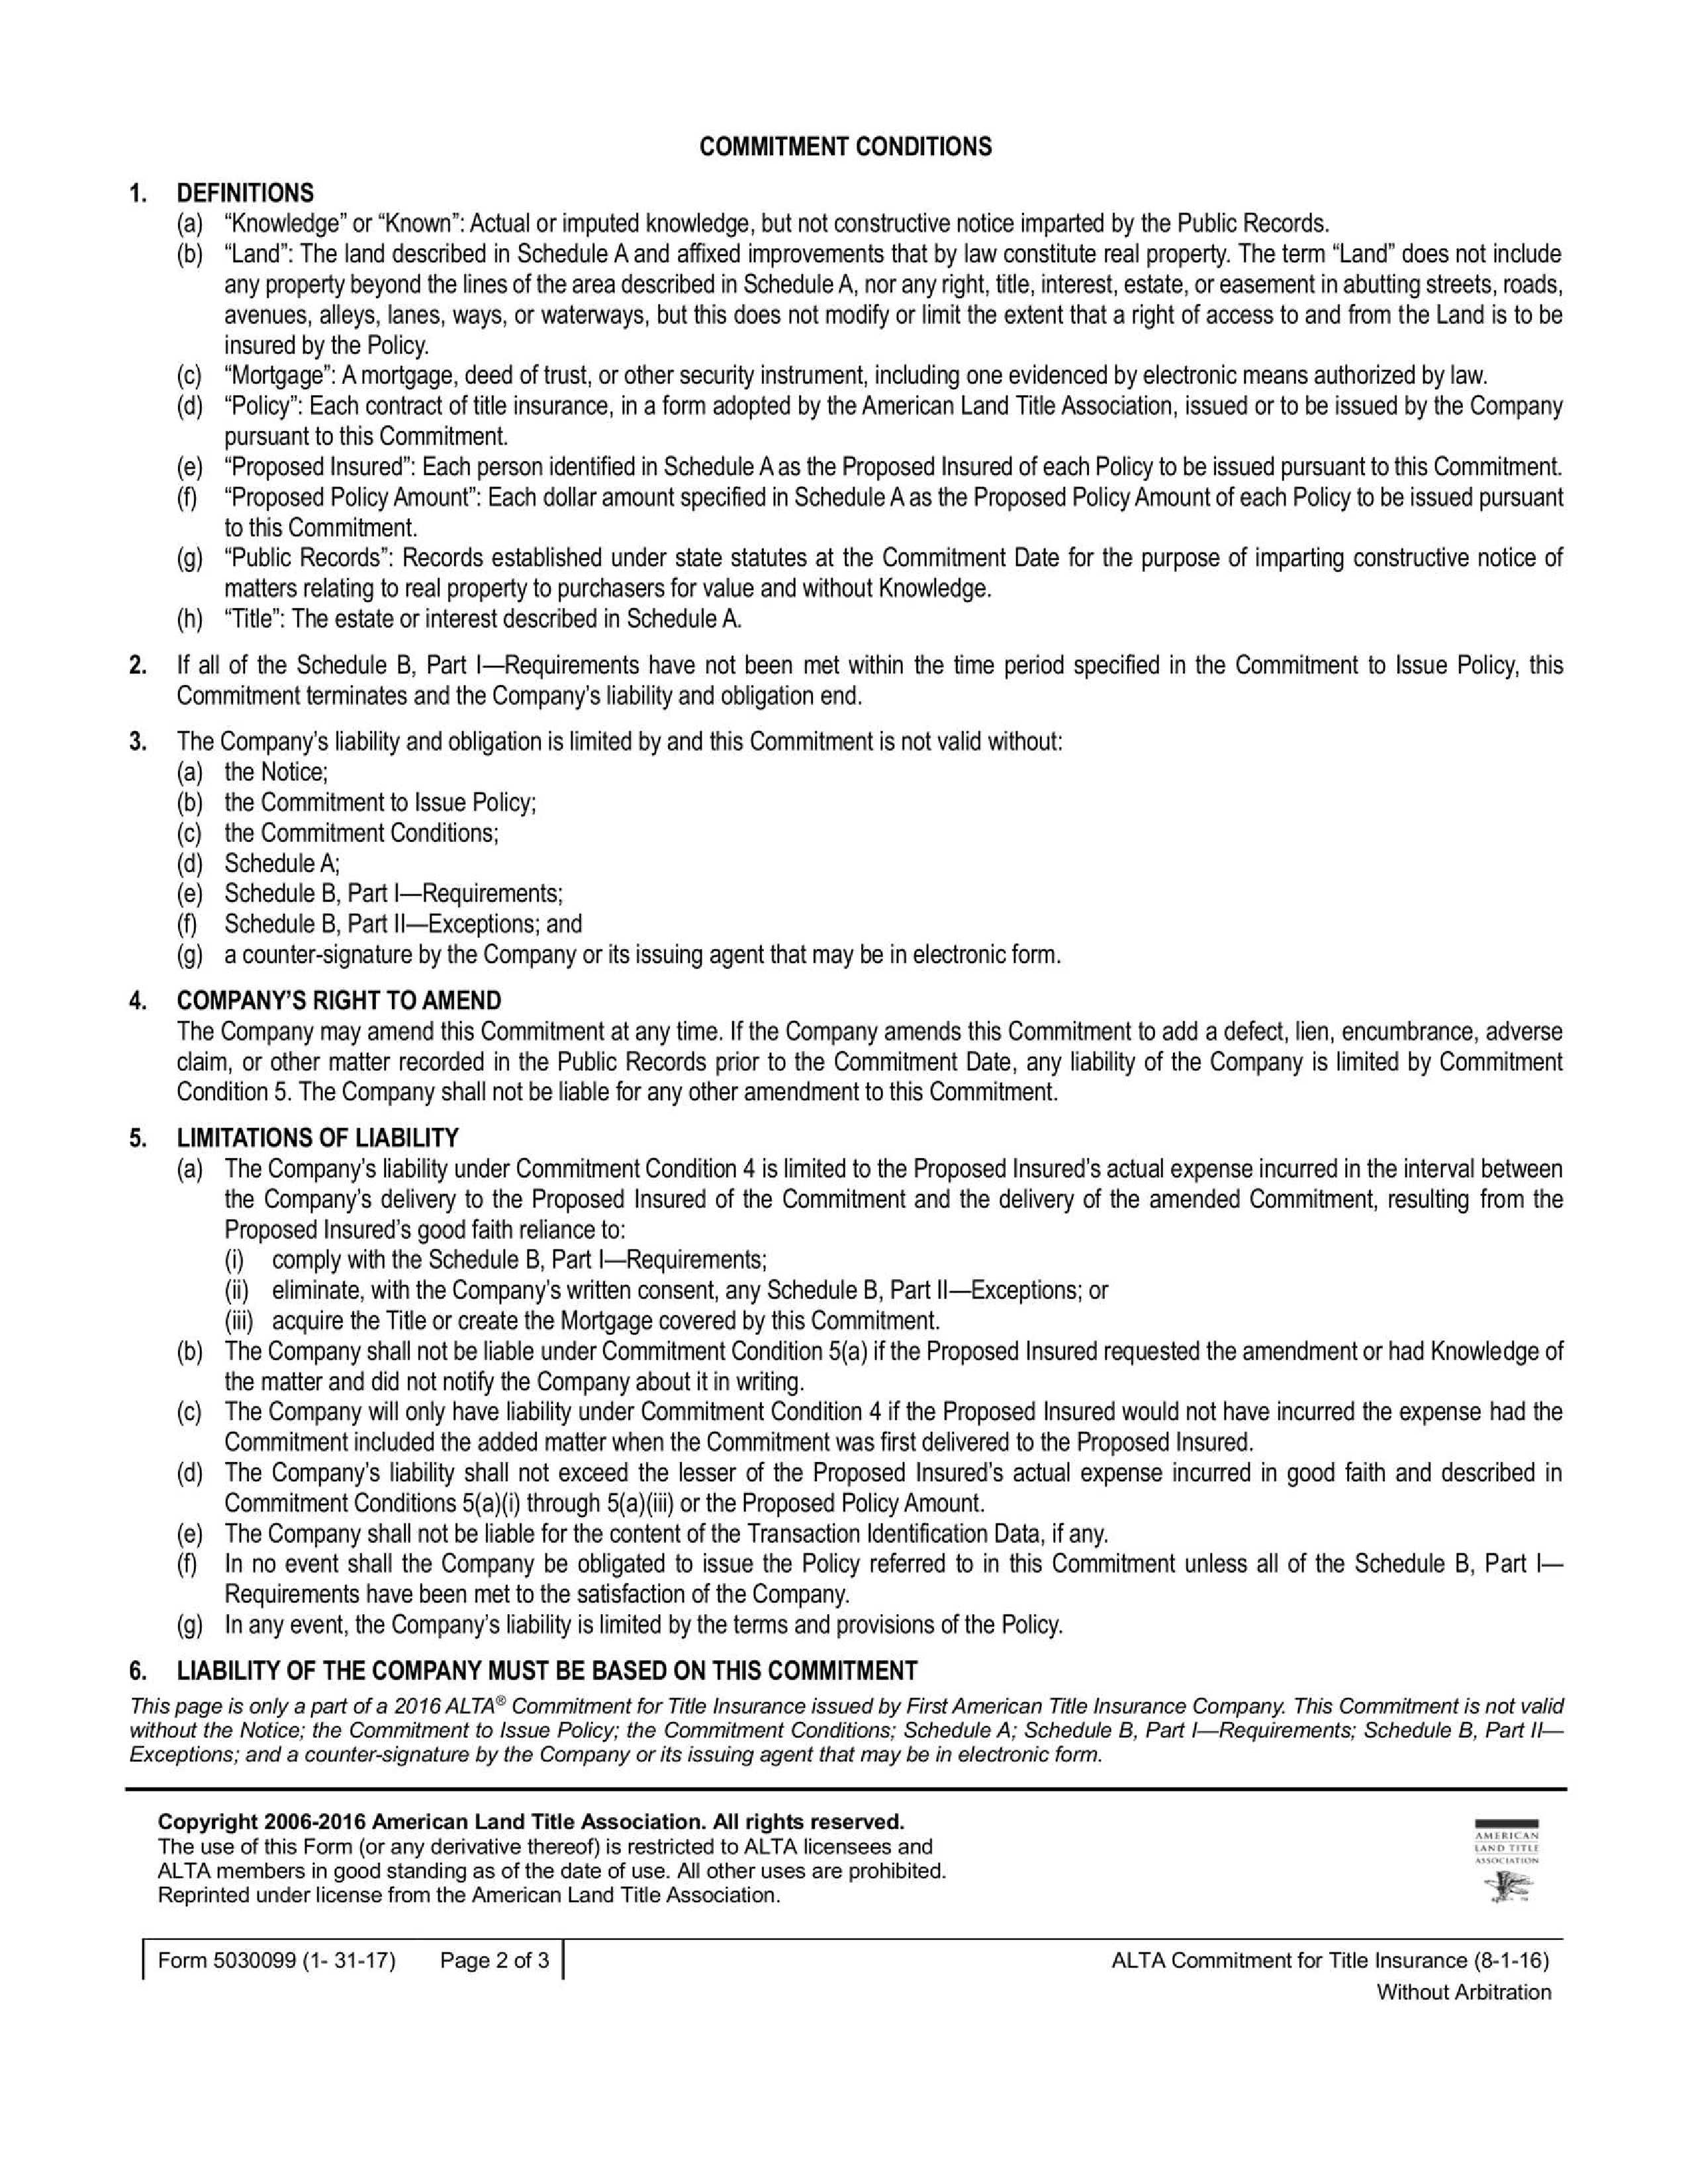 COMMITMENT CONDITIONS
1. DEFINITIONS
(a) “Knowledge” or “Known”: Actual or imputed knowledge, but not constructive notice imparted by the Public Records.
(b) “Land”: The land described in Schedule A and affixed improvements that by law constitute real property. The term “Land” does not include
any property beyond the lines of the area described in Schedule A, nor any right, title, interest, estate, or easement in abutting streets, roads,
avenues, alleys, lanes, ways, or waterways, but this does not modify or limit the extent that a right of access to and from the Land is to be
insured by the Policy.
(c) “Mortgage”: A mortgage, deed of trust, or other security instrument, including one evidenced by electronic means authorized by law.
(d) “Policy”: Each contract of title insurance, in a form adopted by the American Land Title Association, issued or to be issued by the Company
pursuant to this Commitment.
(e) “Proposed Insured”: Each person identified in Schedule A as the Proposed Insured of each Policy to be issued pursuant to this Commitment.
(f) “Proposed Policy Amount”: Each dollar amount specified in Schedule A as the Proposed Policy Amount of each Policy to be issued pursuant
to this Commitment.
(g) “Public Records”: Records established under state statutes at the Commitment Date for the purpose of imparting constructive notice of
matters relating to real property to purchasers for value and without Knowledge.
(h) “Title”: The estate or interest described in Schedule A.
2. If all of the Schedule B, Part I—Requirements have not been met within the time period specified in the Commitment to Issue Policy, this
Commitment terminates and the Company’s liability and obligation end.
3. The Company’s liability and obligation is limited by and this Commitment is not valid without:
(a) the Notice;
(b) the Commitment to Issue Policy;
(c) the Commitment Conditions;
(d) Schedule A;
(e) Schedule B, Part I—Requirements;
(f) Schedule B, Part II—Exceptions; and
(g) a counter-signature by the Company or its issuing agent that may be in electronic form.
4. COMPANY’S RIGHT TO AMEND
The Company may amend this Commitment at any time. If the Company amends this Commitment to add a defect, lien, encumbrance, adverse
claim, or other matter recorded in the Public Records prior to the Commitment Date, any liability of the Company is limited by Commitment
Condition 5. The Company shall not be liable for any other amendment to this Commitment.
5. LIMITATIONS OF LIABILITY
(a) The Company’s liability under Commitment Condition 4 is limited to the Proposed Insured’s actual expense incurred in the interval between
the Company’s delivery to the Proposed Insured of the Commitment and the delivery of the amended Commitment, resulting from the
Proposed Insured’s good faith reliance to:
(i) comply with the Schedule B, Part I—Requirements;
(ii) eliminate, with the Company’s written consent, any Schedule B, Part II—Exceptions; or
(iii) acquire the Title or create the Mortgage covered by this Commitment.
(b) The Company shall not be liable under Commitment Condition 5(a) if the Proposed Insured requested the amendment or had Knowledge of
the matter and did not notify the Company about it in writing.
(c) The Company will only have liability under Commitment Condition 4 if the Proposed Insured would not have incurred the expense had the
Commitment included the added matter when the Commitment was first delivered to the Proposed Insured.
(d) The Company’s liability shall not exceed the lesser of the Proposed Insured’s actual expense incurred in good faith and described in
Commitment Conditions 5(a)(i) through 5(a)(iii) or the Proposed Policy Amount.
(e) The Company shall not be liable for the content of the Transaction Identification Data, if any.
(f) In no event shall the Company be obligated to issue the Policy referred to in this Commitment unless all of the Schedule B, Part I—
Requirements have been met to the satisfaction of the Company.
(g) In any event, the Company’s liability is limited by the terms and provisions of the Policy.
6. LIABILITY OF THE COMPANY MUST BE BASED ON THIS COMMITMENT
This page is only a part of a 2016 ALTA® Commitment for Title Insurance issued by First American Title Insurance Company. This Commitment is not valid
without the Notice; the Commitment to Issue Policy; the Commitment Conditions; Schedule A; Schedule B, Part I—Requirements; Schedule B, Part II—
Exceptions; and a counter-signature by the Company or its issuing agent that may be in electronic form.
Copyright 2006-2016 American Land Title Association. All rights reserved.
The use of this Form (or any derivative thereof) is restricted to ALTA licensees and
ALTA members in good standing as of the date of use. All other uses are prohibited.
Reprinted under license from the American Land Title Association.
AMERICAN
LAND TITLE
ASSOCIATION
Form 5030099 (1- 31-17) Page 2 of 3
ALTA Commitment for Title Insurance (8-1-16)
Without Arbitration